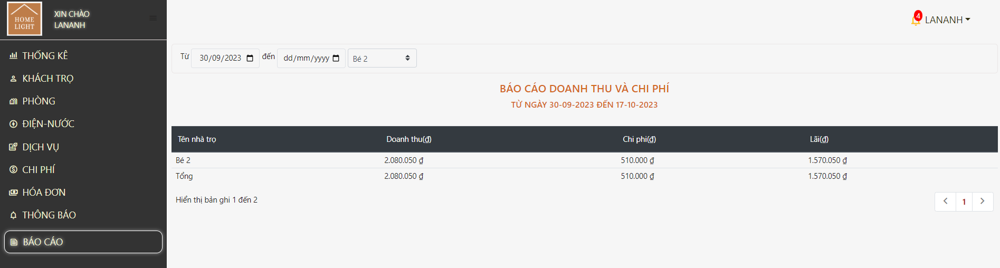 HOME
LIGHT
XIN CHÀO
LANANH
4
LANANH
THỐNG KÊ
KHÁCH TRỌ
PHÒNG
ĐIỆN-NƯỚC
DỊCH VỤ
CHI PHÍ
HÓA ĐƠN
THÔNG BÁO
BÁO CÁO
Từ 30/09/2023 đến dd/mm/yyyy Bé 2
BÁO CÁO DOANH THU VÀ CHI PHÍ
TỪ NGÀY 30-09-2023 ĐẾN 17-10-2023
Tên nhà trọ Doanh thu(₫) Chi phí(₫) Lãi(₫)
Bé 2 2.080.050 ₫ 510.000 ₫ 1.570.050 ₫
Tổng 2.080.050 ₫ 510.000 ₫ 1.570.050 ₫
Hiển thị bản ghi 1 đến 2
1